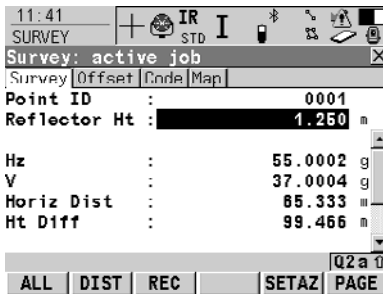 11:41
SURVEY
IR
STD
I
Survey: active job
Survey Offset Code Map
Point ID : 0001
Reflector Ht : 1.250 m
Hz : 55.0002 g
V : 37.0004 g
Horiz Dist : 65.333 m
Ht Diff : 99.466 m
Q2a
ALL DIST REC SETAZ PAGE